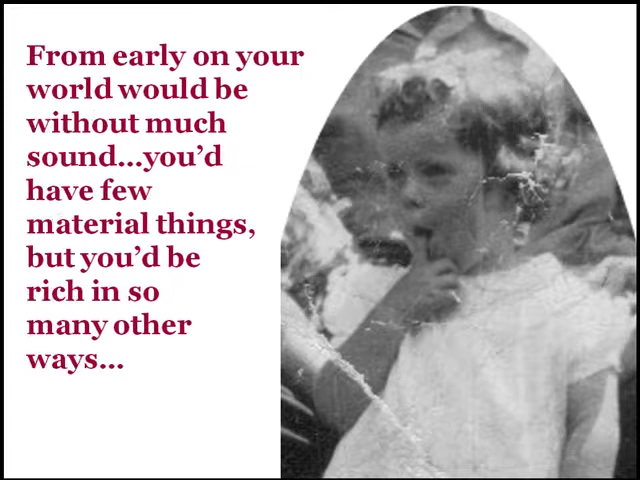 From early on your
world would be
without much
sound...you’d
have few
material things,
but you’d be
rich in so
many other
ways...